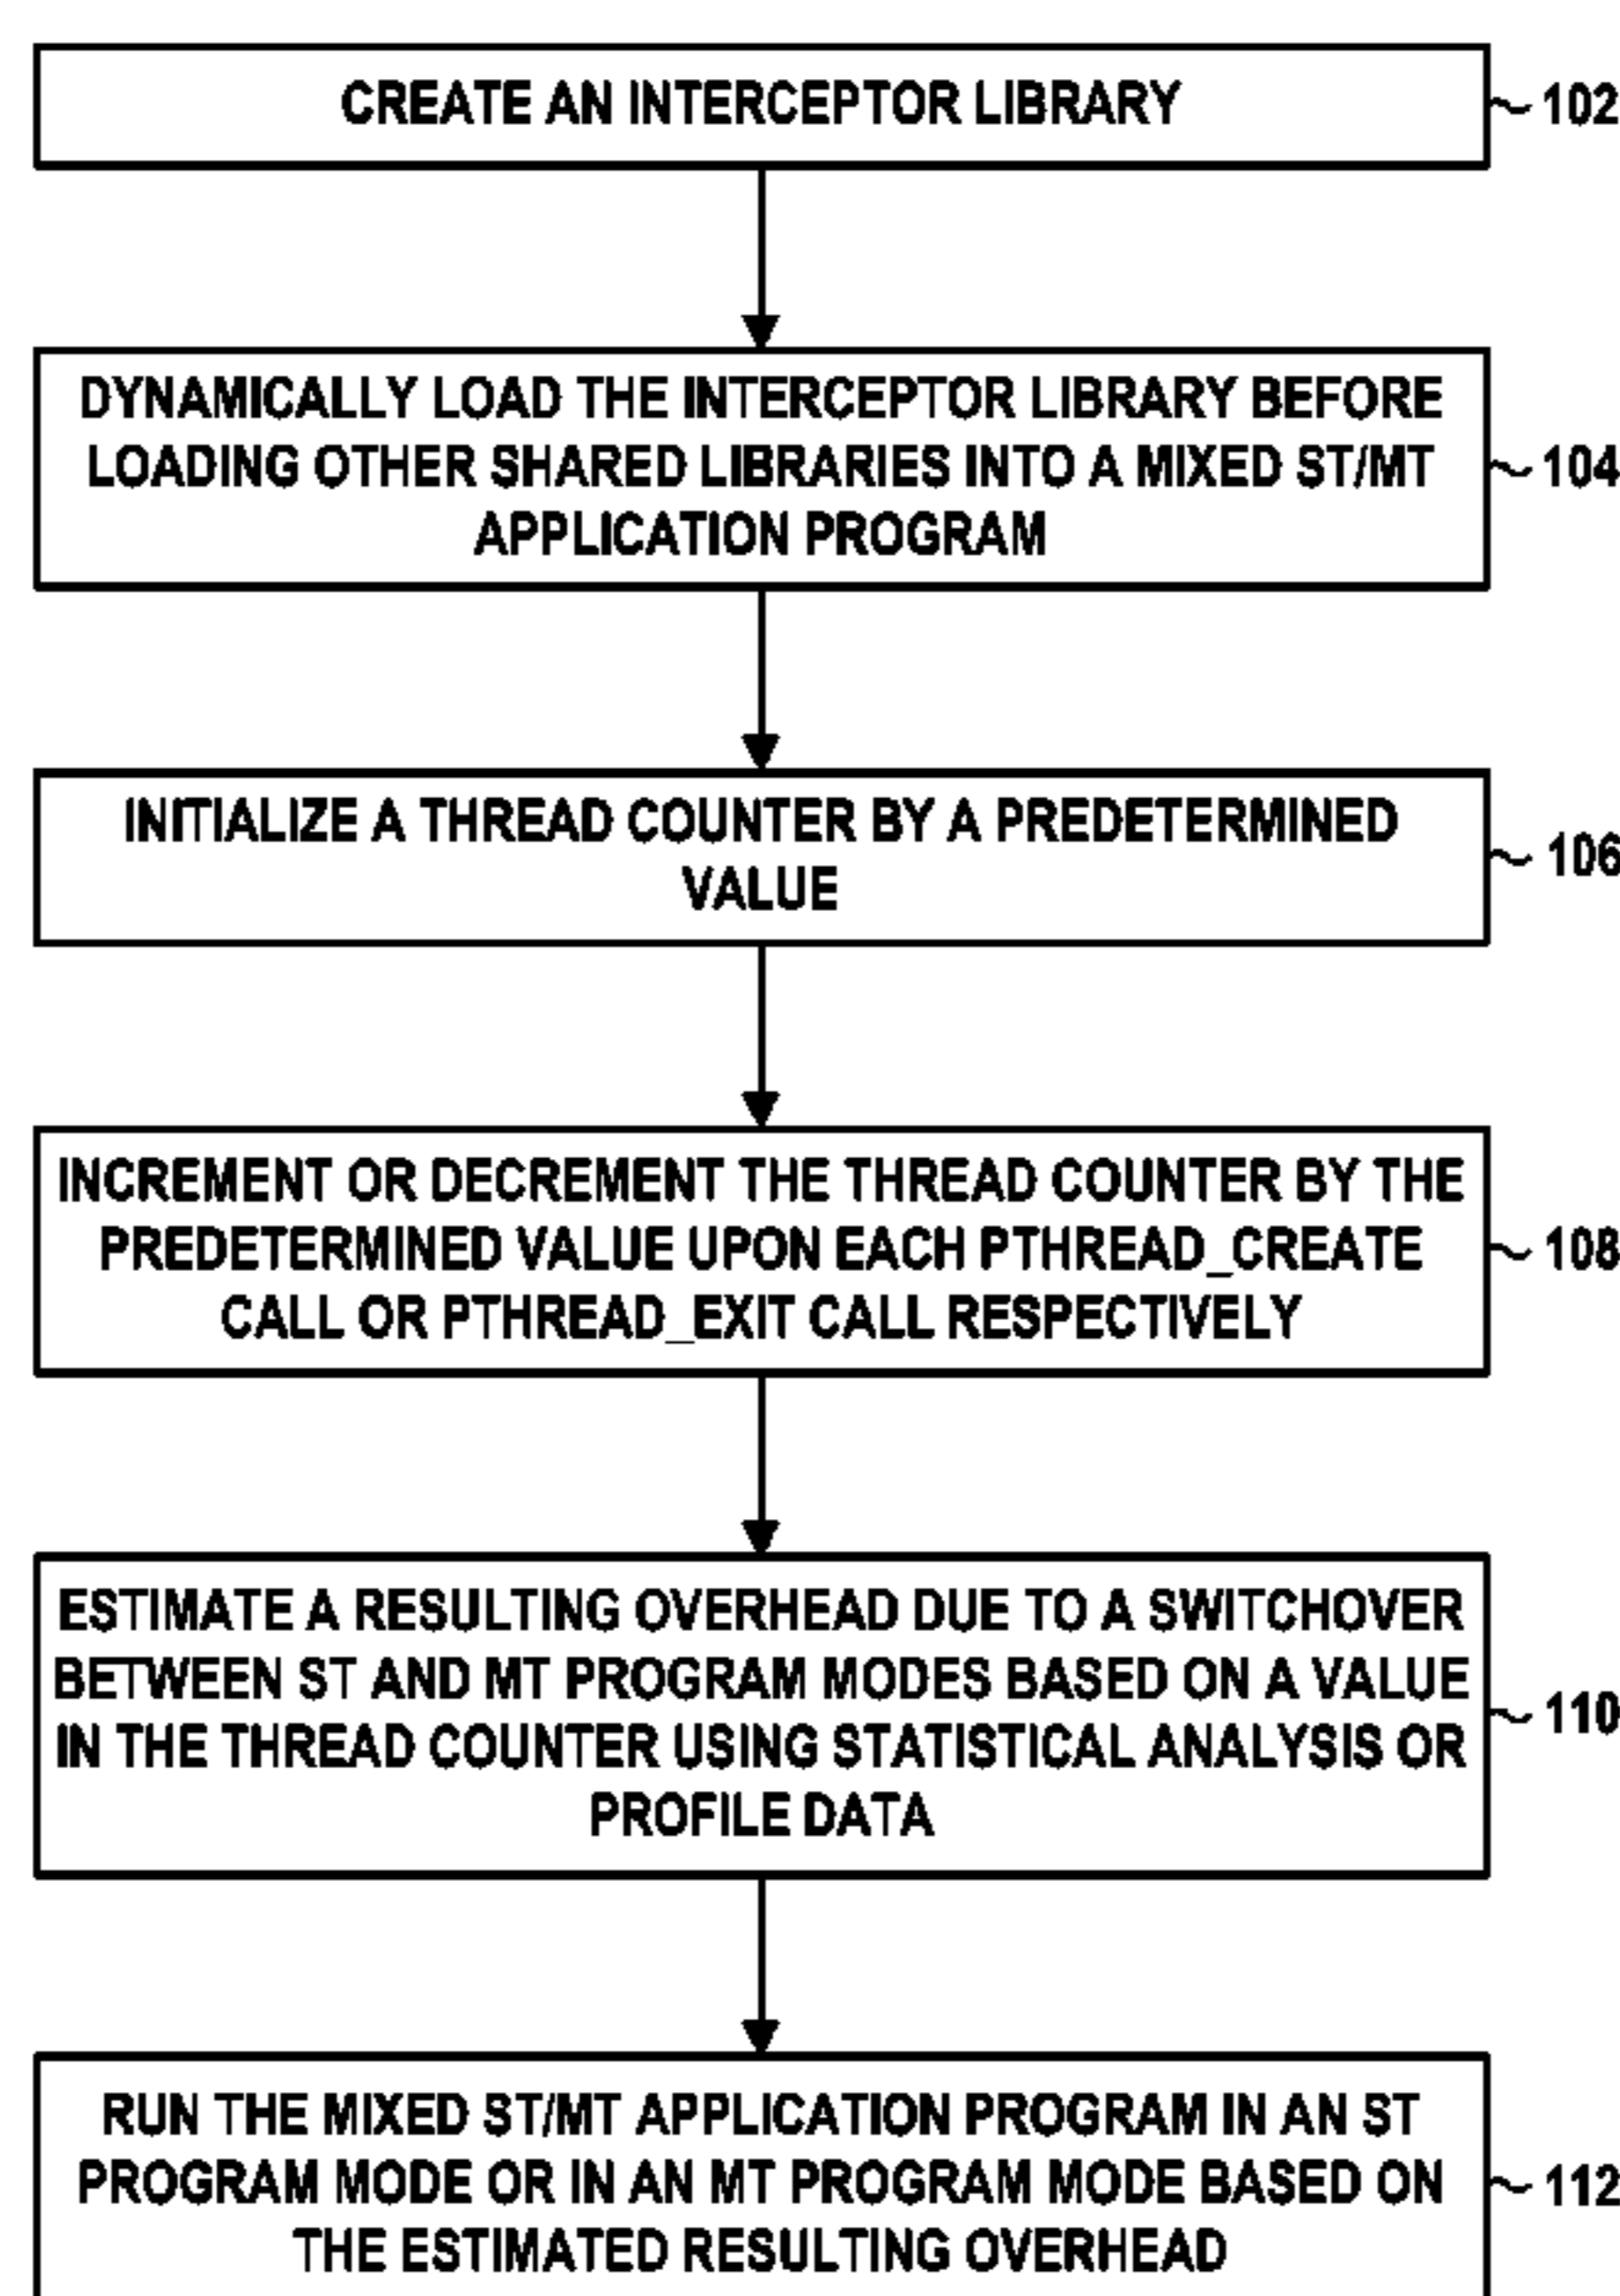 CREATE AN INTERCEPTOR LIBRARY
102
DYNAMICALLY LOAD THE INTERCEPTOR LIBRARY BEFORE
LOADING OTHER SHARED LIBRARIES INTO A MIXED ST/MT
APPLICATION PROGRAM
104
INITIALIZE A THREAD COUNTER BY A PREDETERMINED
VALUE
106
INCREMENT OR DECREMENT THE THREAD COUNTER BY THE
PREDETERMINED VALUE UPON EACH PTHREAD_CREATE
CALL OR PTHREAD_EXIT CALL RESPECTIVELY
108
ESTIMATE A RESULTING OVERHEAD DUE TO A SWITCHOVER
BETWEEN ST AND MT PROGRAM MODES BASED ON A VALUE
IN THE THREAD COUNTER USING STATISTICAL ANALYSIS OR
PROFILE DATA
110
RUN THE MIXED ST/MT APPLICATION PROGRAM IN AN ST
PROGRAM MODE OR IN AN MT PROGRAM MODE BASED ON
THE ESTIMATED RESULTING OVERHEAD
112